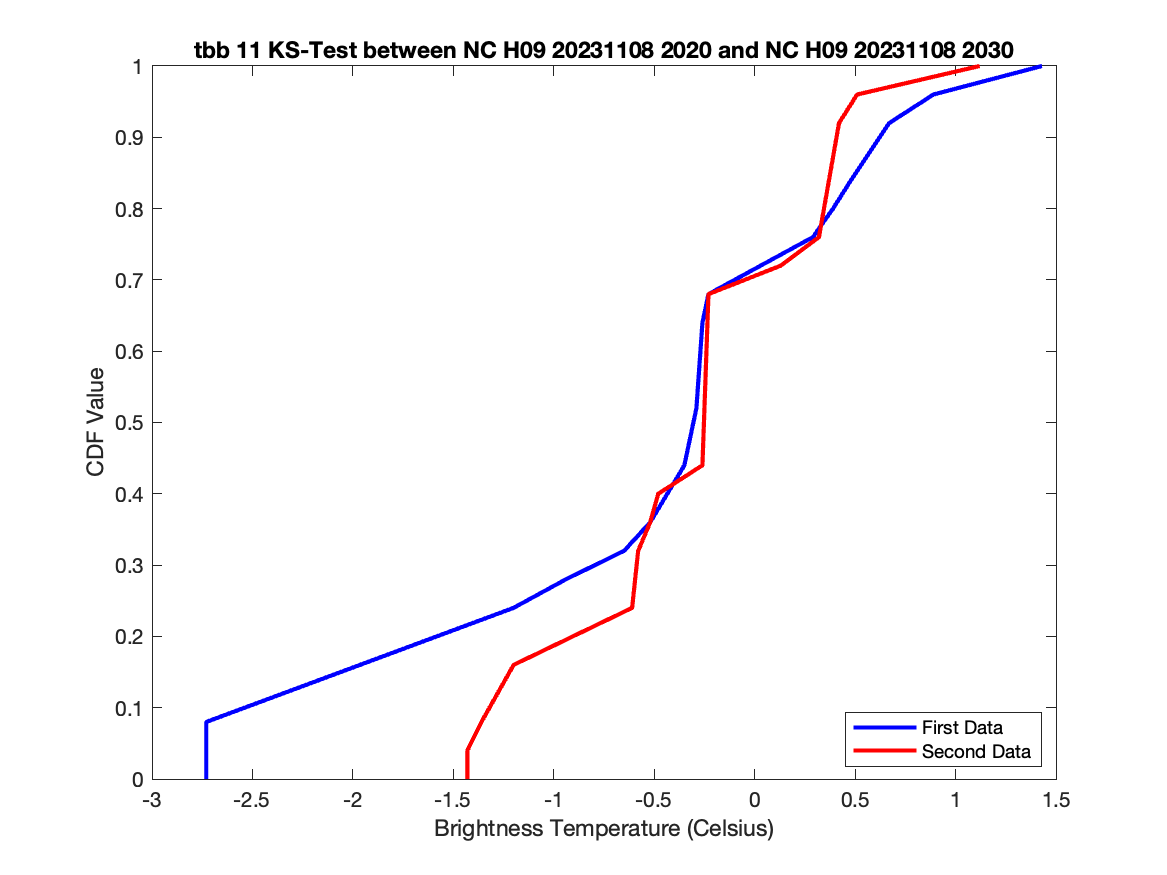 tbb 11 KS-Test between NC H09 20231108 2020 and NC H09 20231108 2030
1
0.9
0.8
0.7
0.6
0.5
0.4
0.3
0.2
0.1
0
CDF Value
First Data
Second Data
-3 -2.5 -2 -1.5 -1 -0.5 0 0.5 1 1.5
Brightness Temperature (Celsius)